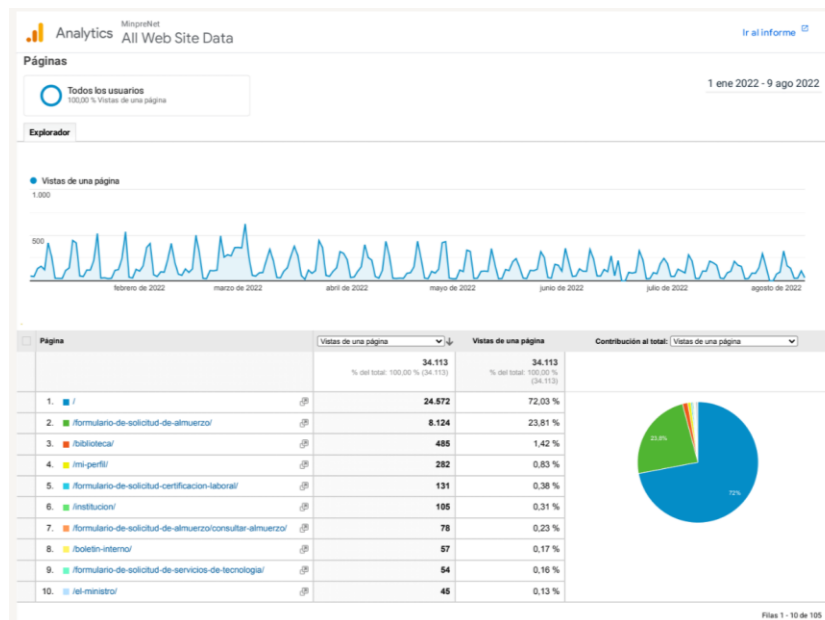 Analytics
MinpreNet
All Web Site Data
Ir al informe
Páginas
Todos los usuarios
100,00 % Vistas de una página
1 ene 2022 - 9 ago 2022
Explorador
Vistas de una página
1.000
500
febrero de 2022 marzo de 2022 abril de 2022 mayo de 2022 junio de 2022 julio de 2022 agosto de 2022
Página Vistas de una página Vistas de una página Contribución al total: Vistas de una página
34.113 34.113
% del total: 100,00 % (34.113) % del total: 100,00 %
(34.113)
1. / 24.572 72,03 %
2. /formulario-de-solicitud-de-almuerzo/ 8.124 23,81 %
3. /biblioteca/ 485 1,42 %
4. /mi-perfil/ 282 0,83 %
5. /formulario-de-solicitud-certificacion-laboral/ 131 0,38 %
6. /institucion/ 105 0,31 %
7. /formulario-de-solicitud-de-almuerzo/consultar-almuerzo/ 78 0,23 %
8. /boletin-interno/ 57 0,17 %
9. /formulario-de-solicitud-de-servicios-de-tecnologia/ 54 0,16 %
10. /el-ministro/ 45 0,13 %
23,8%
72%
Filas 1 - 10 de 105